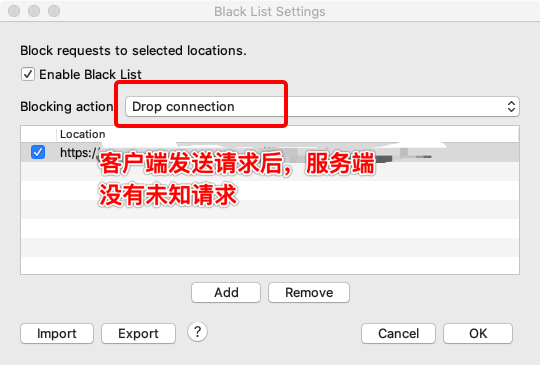 Black List Settings
Block requests to selected locations.
Enable Black List
Blocking action
Drop connection
Location
https:/
客户端发送请求后，服务端
没有未知请求
Add
Remove
Import
Export
?
Cancel
OK